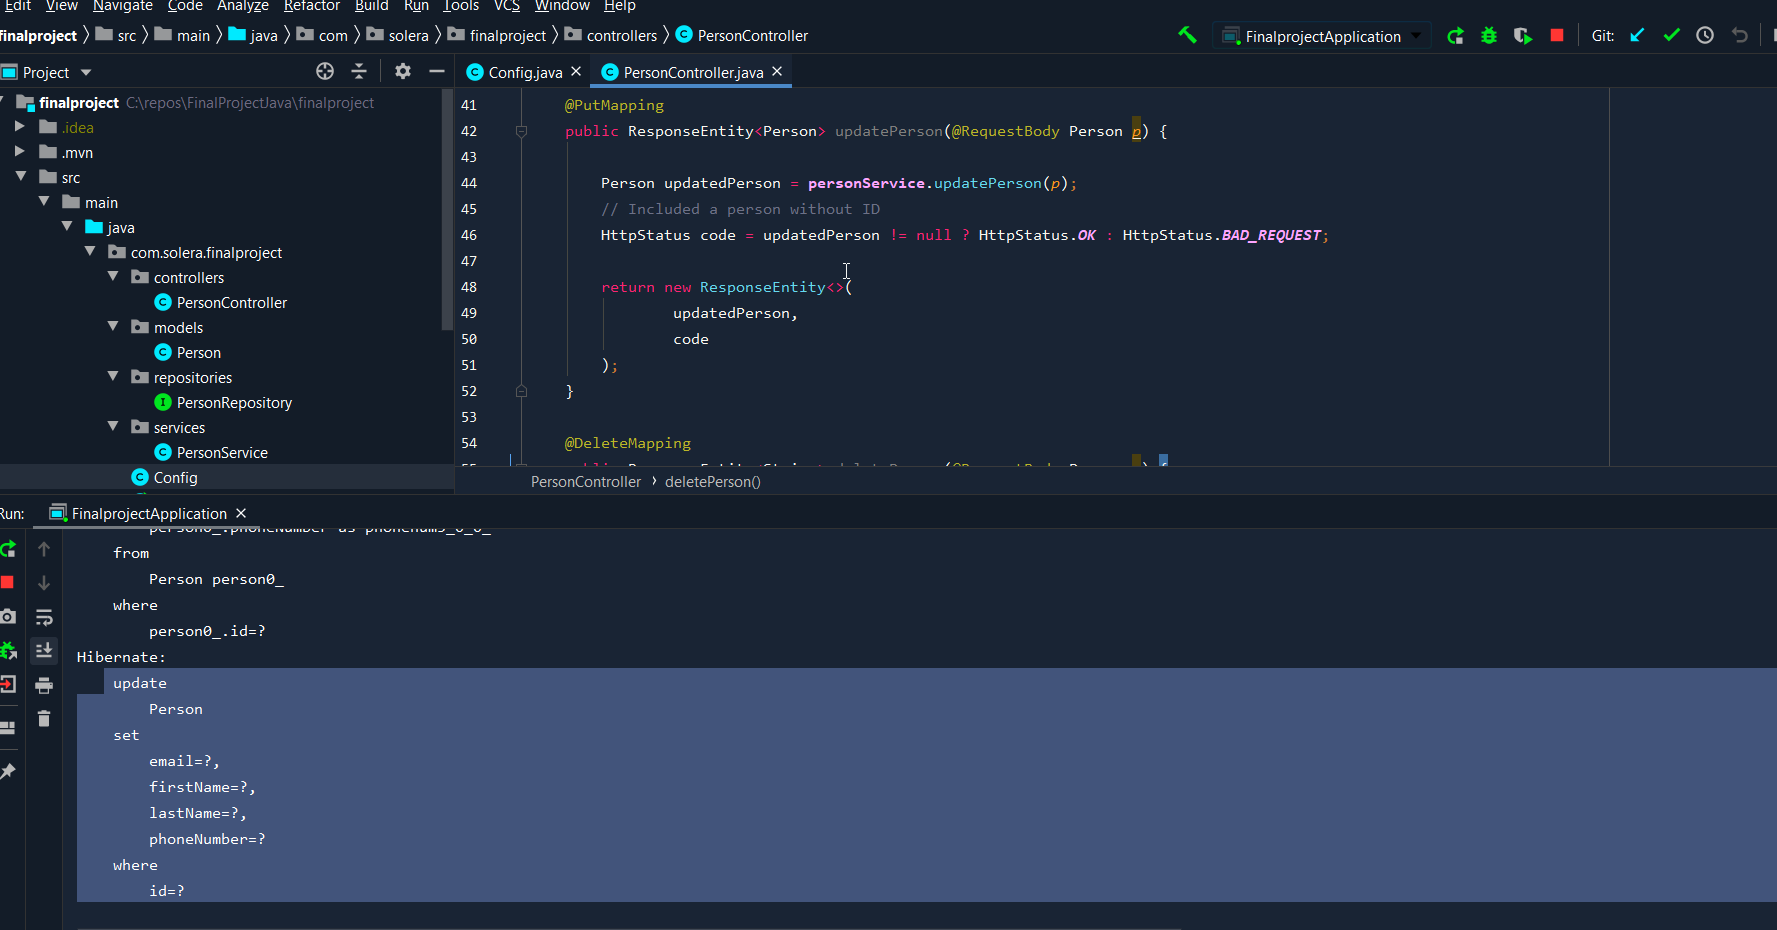 Edit View Navigate Code Analyze Refactor Build Run Tools VCS Window Help
finalproject src main java com solera finalproject controllers PersonController
FinalprojectApplication Git:
Project
Config.java PersonController.java
finalproject C:\repos\FinalProjectJava\finalproject
.idea
.mvn
src
main
java
com.solera.finalproject
controllers
PersonController
models
Person
repositories
PersonRepository
services
PersonService
Config
41 @PutMapping
42 public ResponseEntity<Person> updatePerson(@RequestBody Person p) {
43
44 Person updatedPerson = personService.updatePerson(p);
45 // Included a person without ID
46 HttpStatus code = updatedPerson != null ? HttpStatus.OK : HttpStatus.BAD_REQUEST;
47
48 return new ResponseEntity<>(
49 updatedPerson,
50 code
51 );
52 }
53
54 @DeleteMapping
PersonController › deletePerson()
Run: FinalprojectApplication
from
Person person0_
where
person0_.id=?
Hibernate:
update
Person
set
email=?,
firstName=?,
lastName=?,
phoneNumber=?
where
id=?